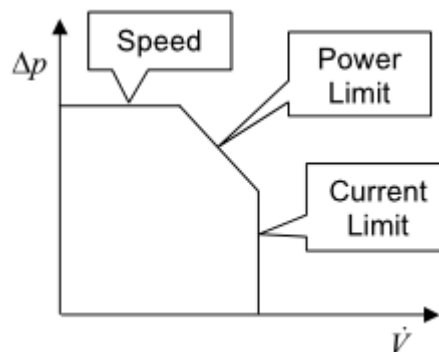 Speed
Δp
Power
Limit
Current
Limit
V̇